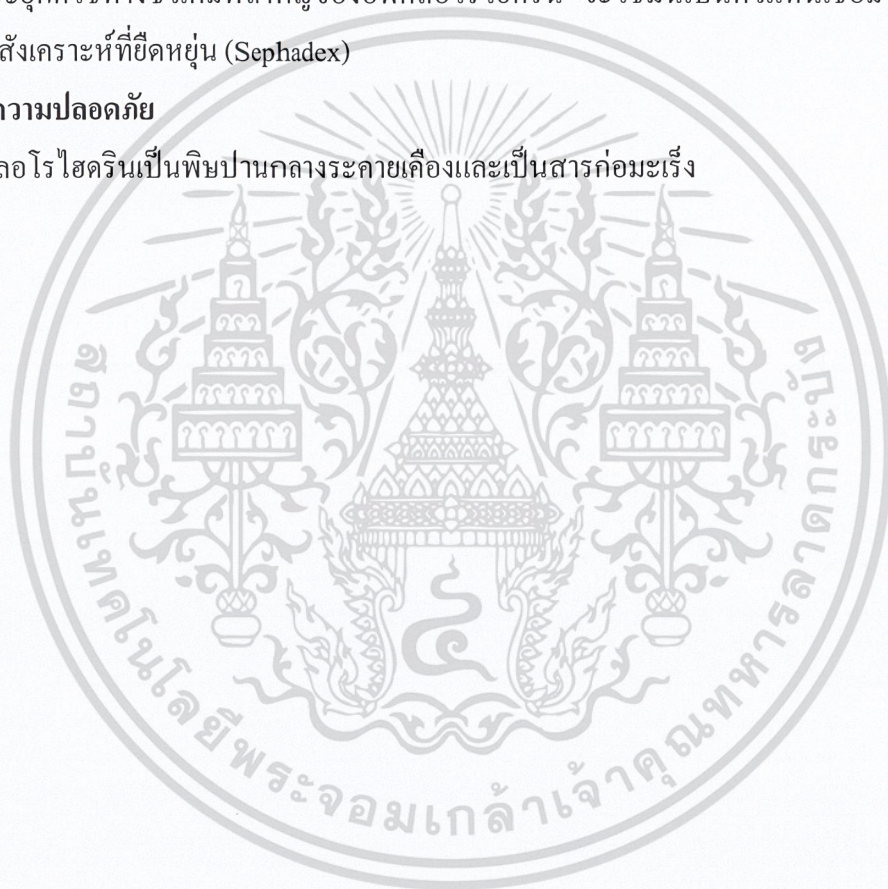 สังเคราะห์ที่ยืดหยุ่น (Sephadex)
ความปลอดภัย
ลอโรไฮดรินเป็นพิษปานกลางระคายเคืองและเป็นสารก่อมะเร็ง
สถาบันเทคโนโลยีพระจอมเกล้าเจ้าคุณทหารลาดกระบัง
๔